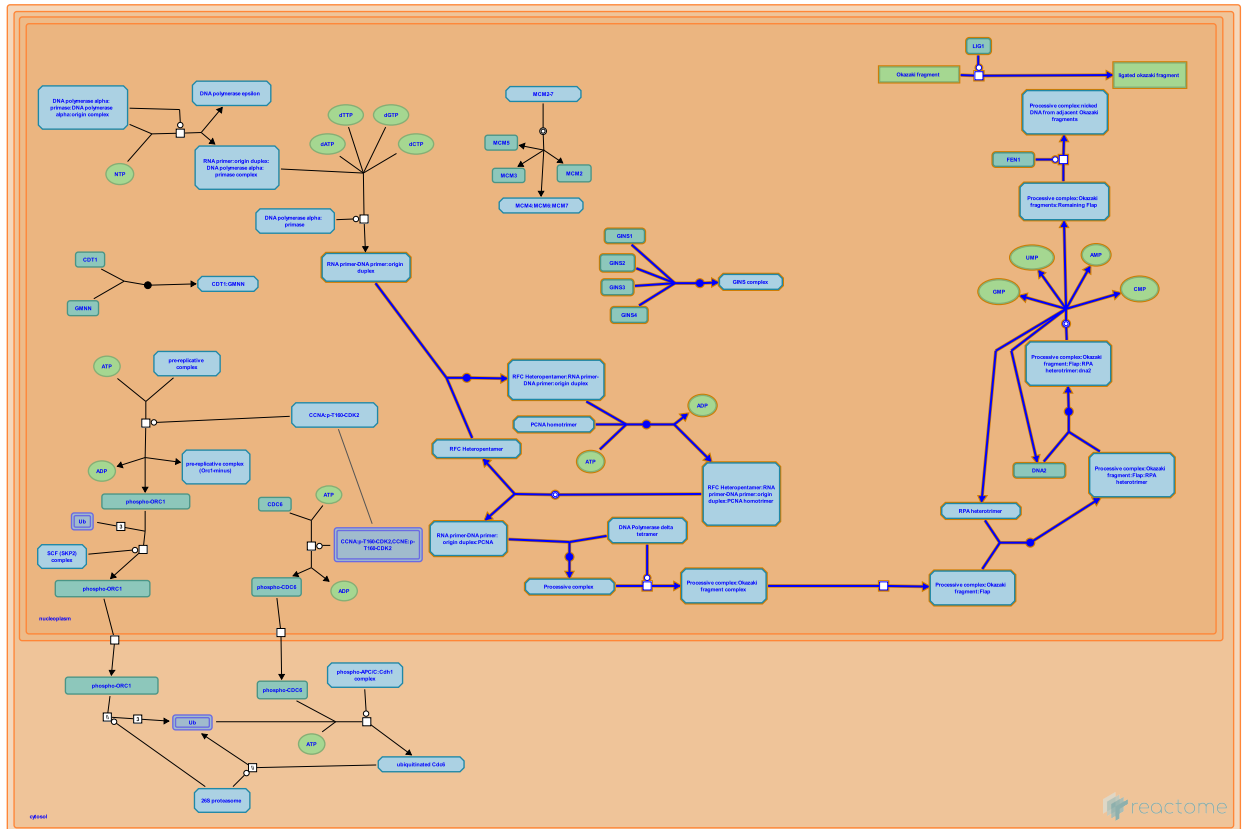 LIG1
Okazaki fragment
ligated okazaki fragment
DNA polymerase alpha:
primase:DNA polymerase
alpha:origin complex
DNA polymerase epsilon
NTP
RNA primer:origin duplex:
DNA polymerase alpha:
primase complex
dTTP
dGTP
dATP
dCTP
DNA polymerase alpha:
primase
RNA primer-DNA primer:origin
duplex
MCM2-7
MCM5
MCM3
MCM2
MCM4:MCM6:MCM7
Processive complex:nicked
DNA from adjacent Okazaki
fragments
FEN1
Processive complex:Okazaki
fragments:Remaining Flap
UMP
AMP
GMP
CMP
CDT1
GMNN
CDT1:GMNN
GINS1
GINS2
GINS3
GINS4
GINS complex
Processive complex:Okazaki
fragment:Flap:RPA
heterotrimer:dna2
ATP
pre-replicative
complex
CCNA:p-T160-CDK2
ADP
pre-replicative complex
(Orc1-minus)
phospho-ORC1
Ub
3
SCF (SKP2)
complex
phospho-ORC1
CDC6
ATP
CCNA:p-T160-CDK2,CCNE:p-
T160-CDK2
phospho-CDC6
ADP
RFC Heteropentamer:RNA primer-
DNA primer:origin duplex
PCNA homotrimer
ADP
ATP
RFC Heteropentamer
RFC Heteropentamer:RNA
primer-DNA primer:origin
duplex:PCNA homotrimer
RNA primer-DNA primer:
origin duplex:PCNA
DNA Polymerase delta
tetramer
Processive complex
Processive complex:Okazaki
fragment complex
DNA2
Processive complex:Okazaki
fragment:Flap:RPA
heterotrimer
RPA heterotrimer
Processive complex:Okazaki
fragment:Flap
nucleoplasm
phospho-ORC1
5
3
Ub
phospho-CDC6
phospho-APC/C:Cdh1
complex
ATP
ubiquitinated Cdc6
26S proteasome
cytosol
reactome